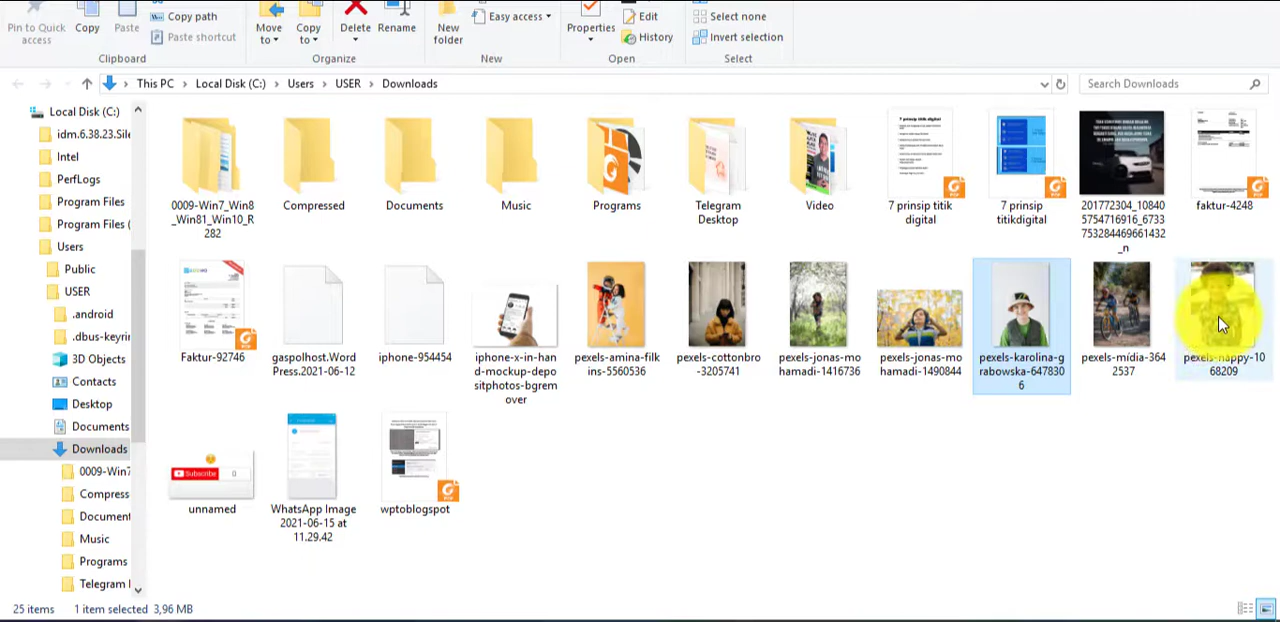 Pin to Quick
access
Copy
Paste
Copy path
Paste shortcut
Clipboard
Move
to
Copy
to
Delete
Rename
Organize
New
folder
Easy access
New
Properties
Edit
History
Open
Select none
Invert selection
Select
This PC
Local Disk (C:)
Users
USER
Downloads
Search Downloads
Local Disk (C:)
idm.6.38.23.Sile
Intel
PerfLogs
Program Files
Program Files (
Users
Public
USER
.android
.dbus-keyrin
3D Objects
Contacts
Desktop
Documents
Downloads
0009-Win7
Compress
Document
Music
Programs
Telegram I
0009-Win7_Win8
_Win81_Win10_R
282
Compressed
Documents
Music
Programs
Telegram
Desktop
Video
7 prinsip titik digital
7 prinsip titik
digital
7 prinsip
titikdigital
201772304_10840
5754716916_6733
753284469661432
_n
faktur-4248
Faktur-92746
gaspolhost.Word
Press.2021-06-12
iphone-954454
iphone-x-in-han
d-mockup-depo
sitphotos-bgrem
over
pexels-amina-filk
ins-5560536
pexels-cottonbro
-3205741
pexels-jonas-mo
hamadi-1416736
pexels-jonas-mo
hamadi-1490844
pexels-karolina-g
rabowska-647830
6
pexels-mídia-364
2537
pexels-nappy-10
68209
Subscribe
0
unnamed
WhatsApp Image
2021-06-15 at
11.29.42
wptoblogspot
25 items
1 item selected
3,96 MB